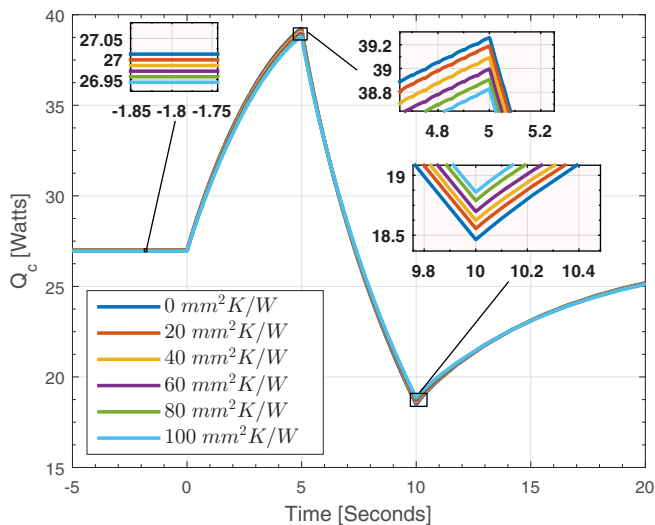 40
35
30
25
20
15
-5
0
5
10
15
20
Q_c [Watts]
Time [Seconds]
27.05
27
26.95
-1.85 -1.8 -1.75
39.2
39
38.8
4.8 5 5.2
19
18.5
9.8 10 10.2 10.4
0 mm²K/W
20 mm²K/W
40 mm²K/W
60 mm²K/W
80 mm²K/W
100 mm²K/W